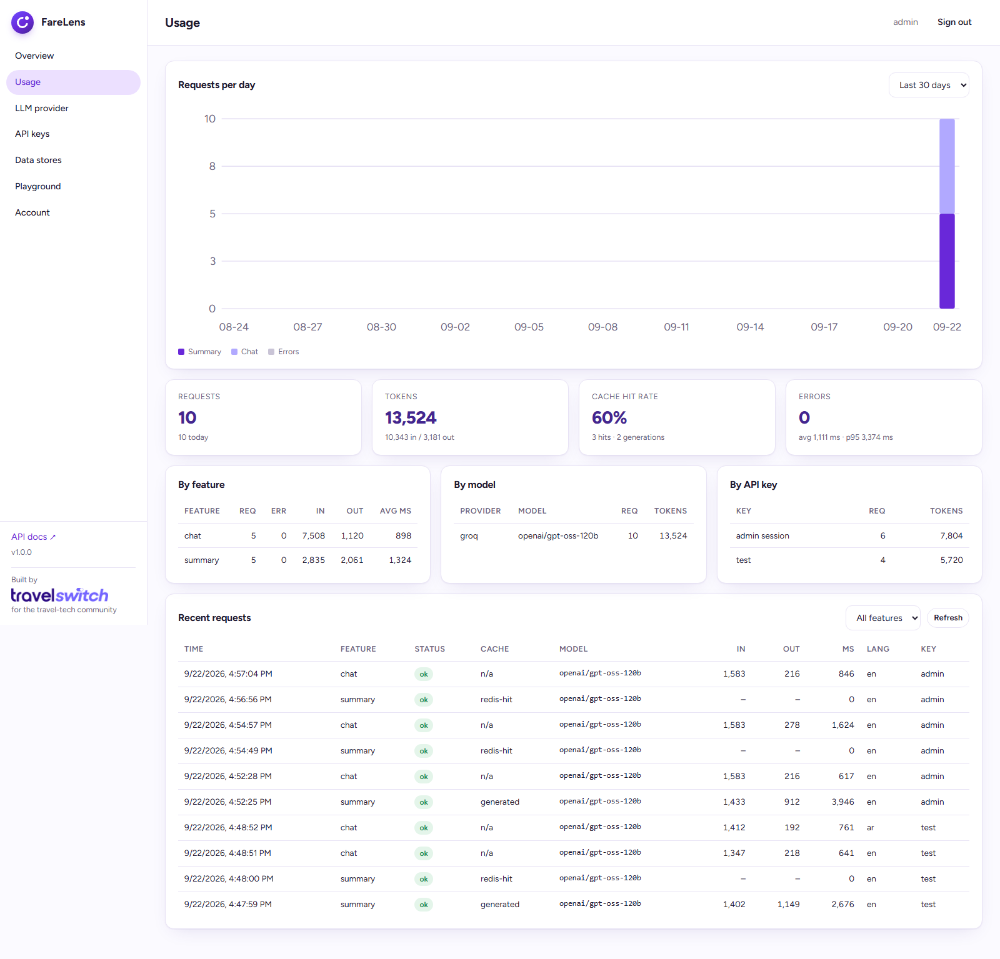 FareLens
Overview
Usage
LLM provider
API keys
Data stores
Playground
Account
API docs ↗
v1.0.0
Built by
travelswitch
for the travel-tech community
Usage
admin
Sign out
Requests per day
Last 30 days
10
8
5
3
0
08-24 08-27 08-30 09-02 09-05 09-08 09-11 09-14 09-17 09-20 09-22
Summary Chat Errors
REQUESTS
10
10 today
TOKENS
13,524
10,343 in / 3,181 out
CACHE HIT RATE
60%
3 hits · 2 generations
ERRORS
0
avg 1,111 ms · p95 3,374 ms
By feature
FEATURE REQ ERR IN OUT AVG MS
chat 5 0 7,508 1,120 898
summary 5 0 2,835 2,061 1,324
By model
PROVIDER MODEL REQ TOKENS
groq openai/gpt-oss-120b 10 13,524
By API key
KEY REQ TOKENS
admin session 6 7,804
test 4 5,720
Recent requests
All features
Refresh
TIME FEATURE STATUS CACHE MODEL IN OUT MS LANG KEY
9/22/2026, 4:57:04 PM chat ok n/a openai/gpt-oss-120b 1,583 216 846 en admin
9/22/2026, 4:56:56 PM summary ok redis-hit openai/gpt-oss-120b – – 0 en admin
9/22/2026, 4:54:57 PM chat ok n/a openai/gpt-oss-120b 1,583 278 1,624 en admin
9/22/2026, 4:54:49 PM summary ok redis-hit openai/gpt-oss-120b – – 0 en admin
9/22/2026, 4:52:28 PM chat ok n/a openai/gpt-oss-120b 1,583 216 617 en admin
9/22/2026, 4:52:25 PM summary ok generated openai/gpt-oss-120b 1,433 912 3,946 en admin
9/22/2026, 4:48:52 PM chat ok n/a openai/gpt-oss-120b 1,412 192 761 ar test
9/22/2026, 4:48:51 PM chat ok n/a openai/gpt-oss-120b 1,347 218 641 en test
9/22/2026, 4:48:00 PM summary ok redis-hit openai/gpt-oss-120b – – 0 en test
9/22/2026, 4:47:59 PM summary ok generated openai/gpt-oss-120b 1,402 1,149 2,676 en test